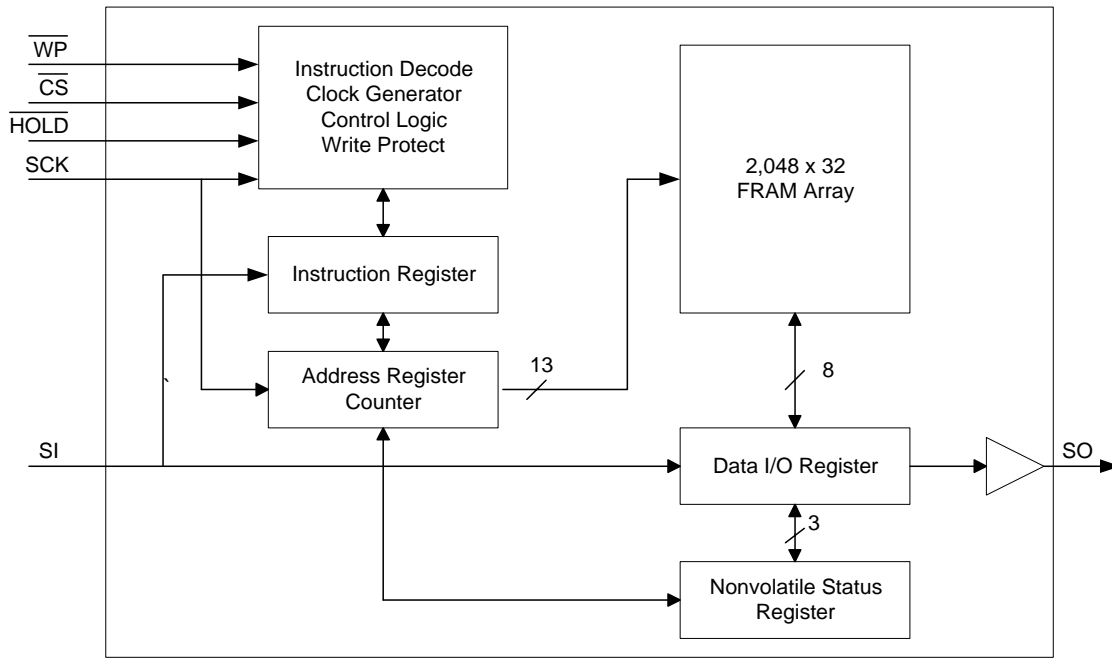 WP
CS
HOLD
SCK
Instruction Decode
Clock Generator
Control Logic
Write Protect
2,048 x 32
FRAM Array
Instruction Register
Address Register
Counter
13
8
`
SI
Data I/O Register
SO
3
Nonvolatile Status
Register